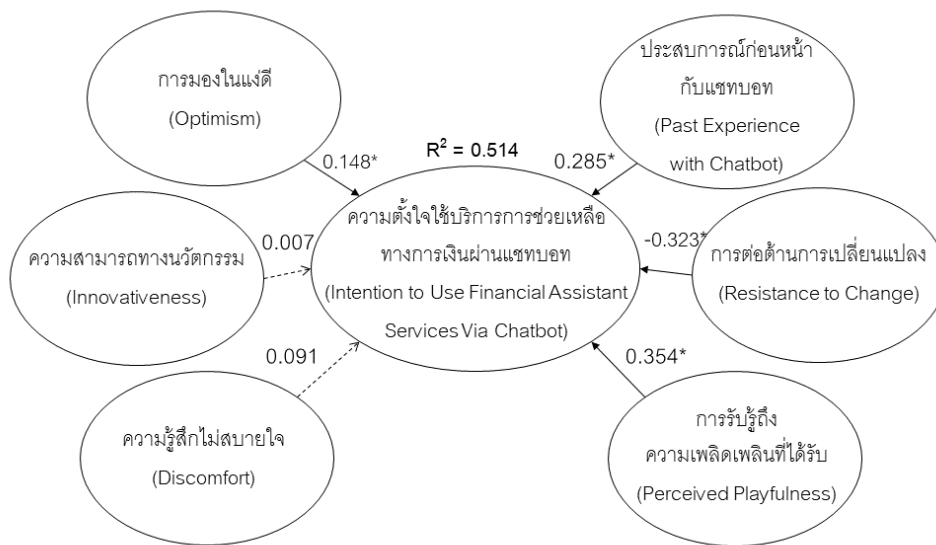 การมองในแง่ดี
(Optimism)
0.148*
R² = 0.514
ประสบการณ์ก่อนหน้า
กับแชทบอท
(Past Experience
with Chatbot)
0.285*
ความสามารถทางนวัตกรรม
(Innovativeness)
0.007
ความตั้งใจใช้บริการการช่วยเหลือ
ทางการเงินผ่านแชทบอท
(Intention to Use Financial Assistant
Services Via Chatbot)
-0.323*
การต่อต้านการเปลี่ยนแปลง
(Resistance to Change)
0.091
ความรู้สึกไม่สบายใจ
(Discomfort)
0.354*
การรับรู้ถึง
ความเพลิดเพลินที่ได้รับ
(Perceived Playfulness)